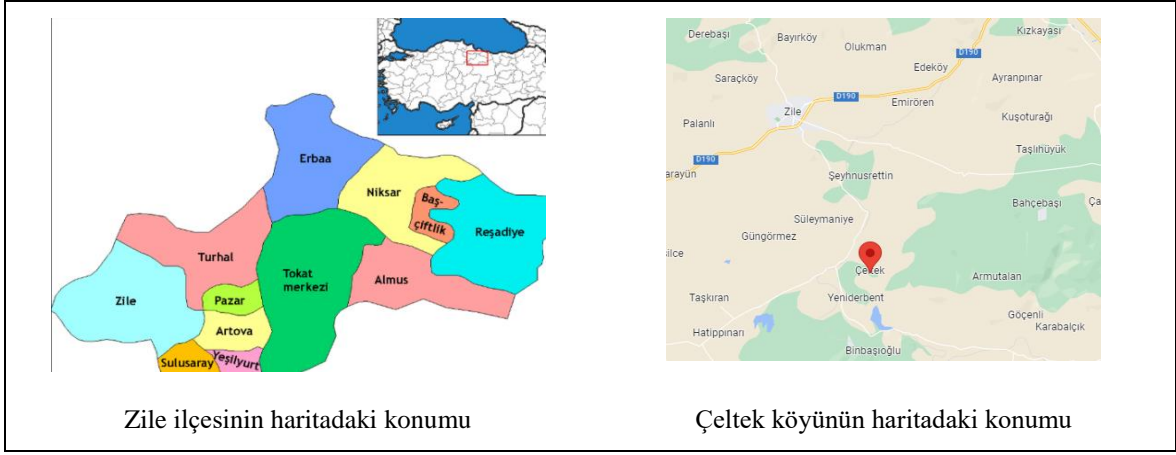 Erbaa
Niksar
Baş-
çiftlik
Reşadiye
Turhal
Tokat
merkezi
Almus
Zile
Pazar
Artova
Sulusaray
Yeşilyurt
Derebaşı
Bayırköy
Olukman
Kızkayası
Edeköy
Saraçköy
Ayranpınar
D190
Emirören
Zile
Palanlı
Kuşoturağı
D190
Taşlıhüyük
arayün
Şeyhnusrettin
Bahçebaşı
Ça
Süleymaniye
Güngörmez
ilce
Çeltek
Armutalan
Taşkıran
Yeniderbent
Göçenli
Hatippınarı
Karabalçık
Binbaşıoğlu
Zile ilçesinin haritadaki konumu
Çeltek köyünün haritadaki konumu